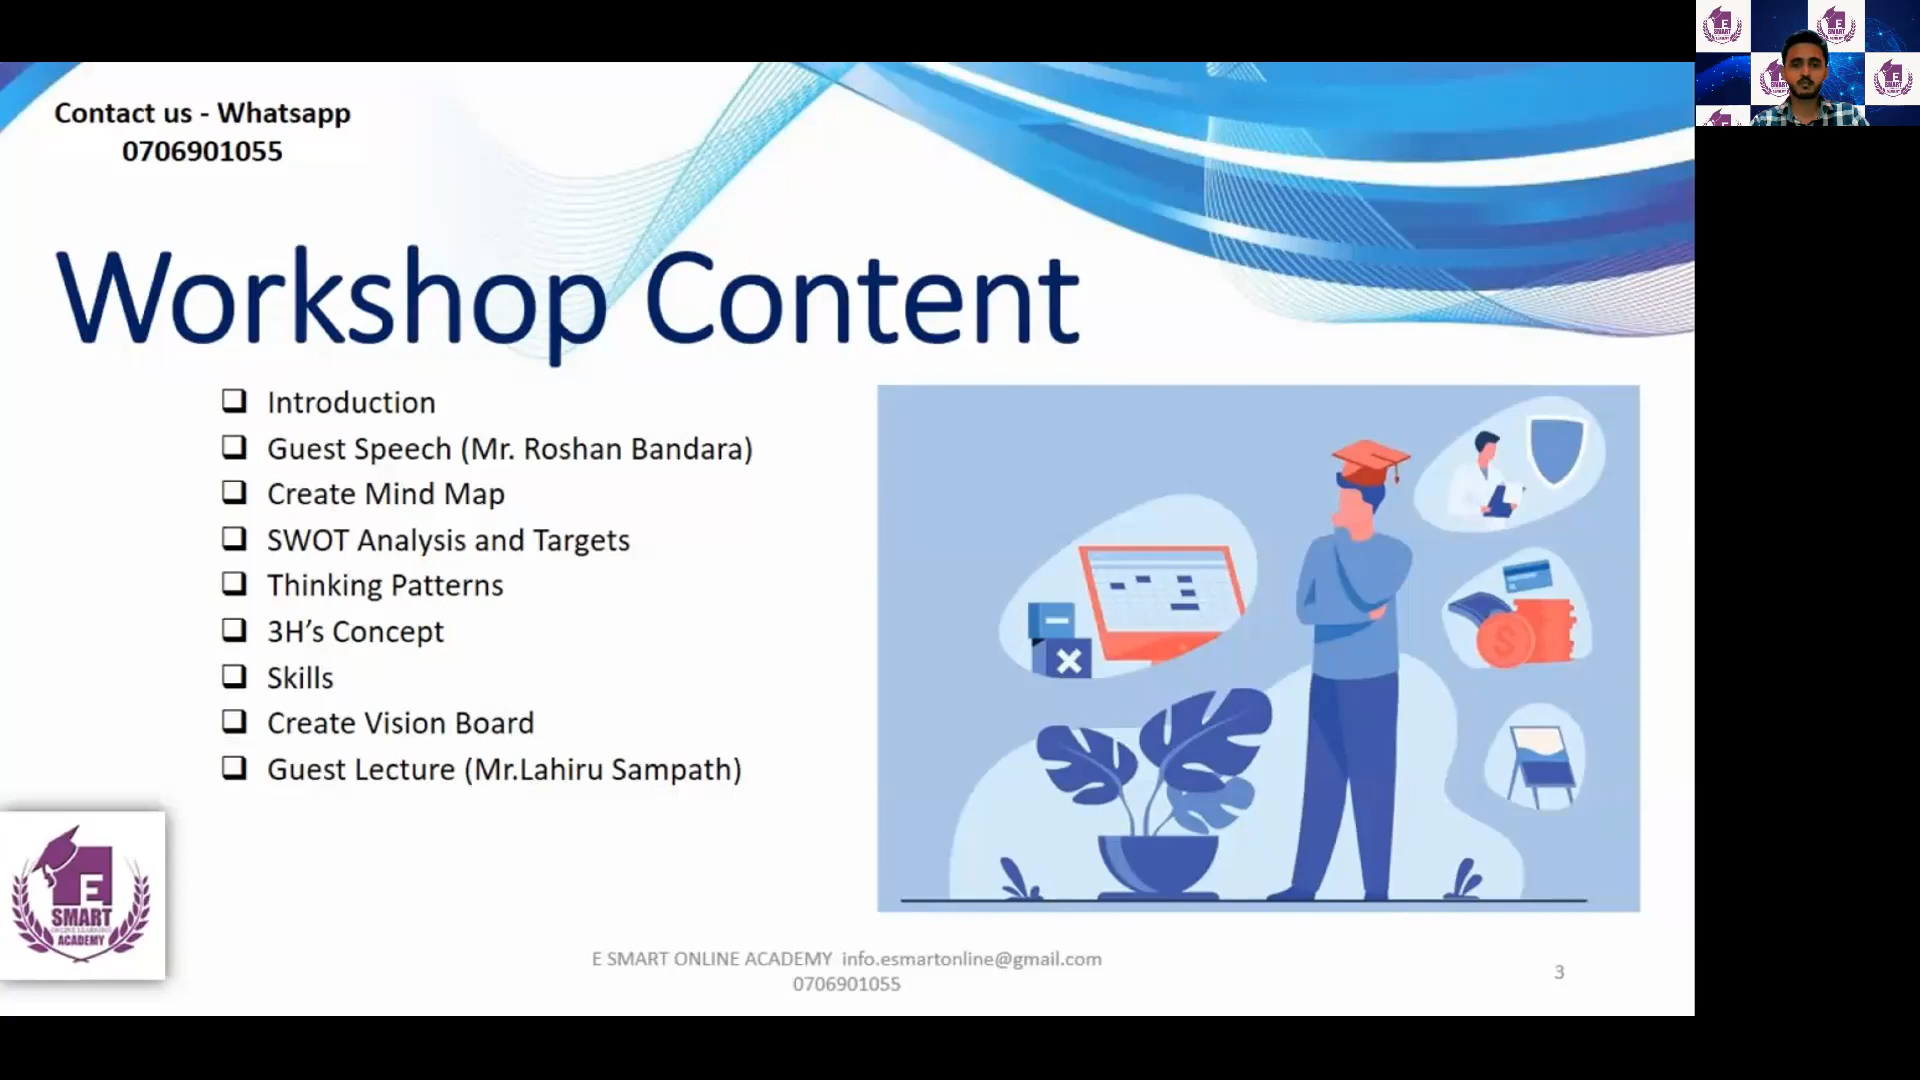 Contact us - Whatsapp
0706901055
Workshop Content
Introduction
Guest Speech (Mr. Roshan Bandara)
Create Mind Map
SWOT Analysis and Targets
Thinking Patterns
3H’s Concept
Skills
Create Vision Board
Guest Lecture (Mr.Lahiru Sampath)
E
SMART
ONLINE LEARNING
ACADEMY
E SMART ONLINE ACADEMY info.esmartonline@gmail.com
0706901055
3